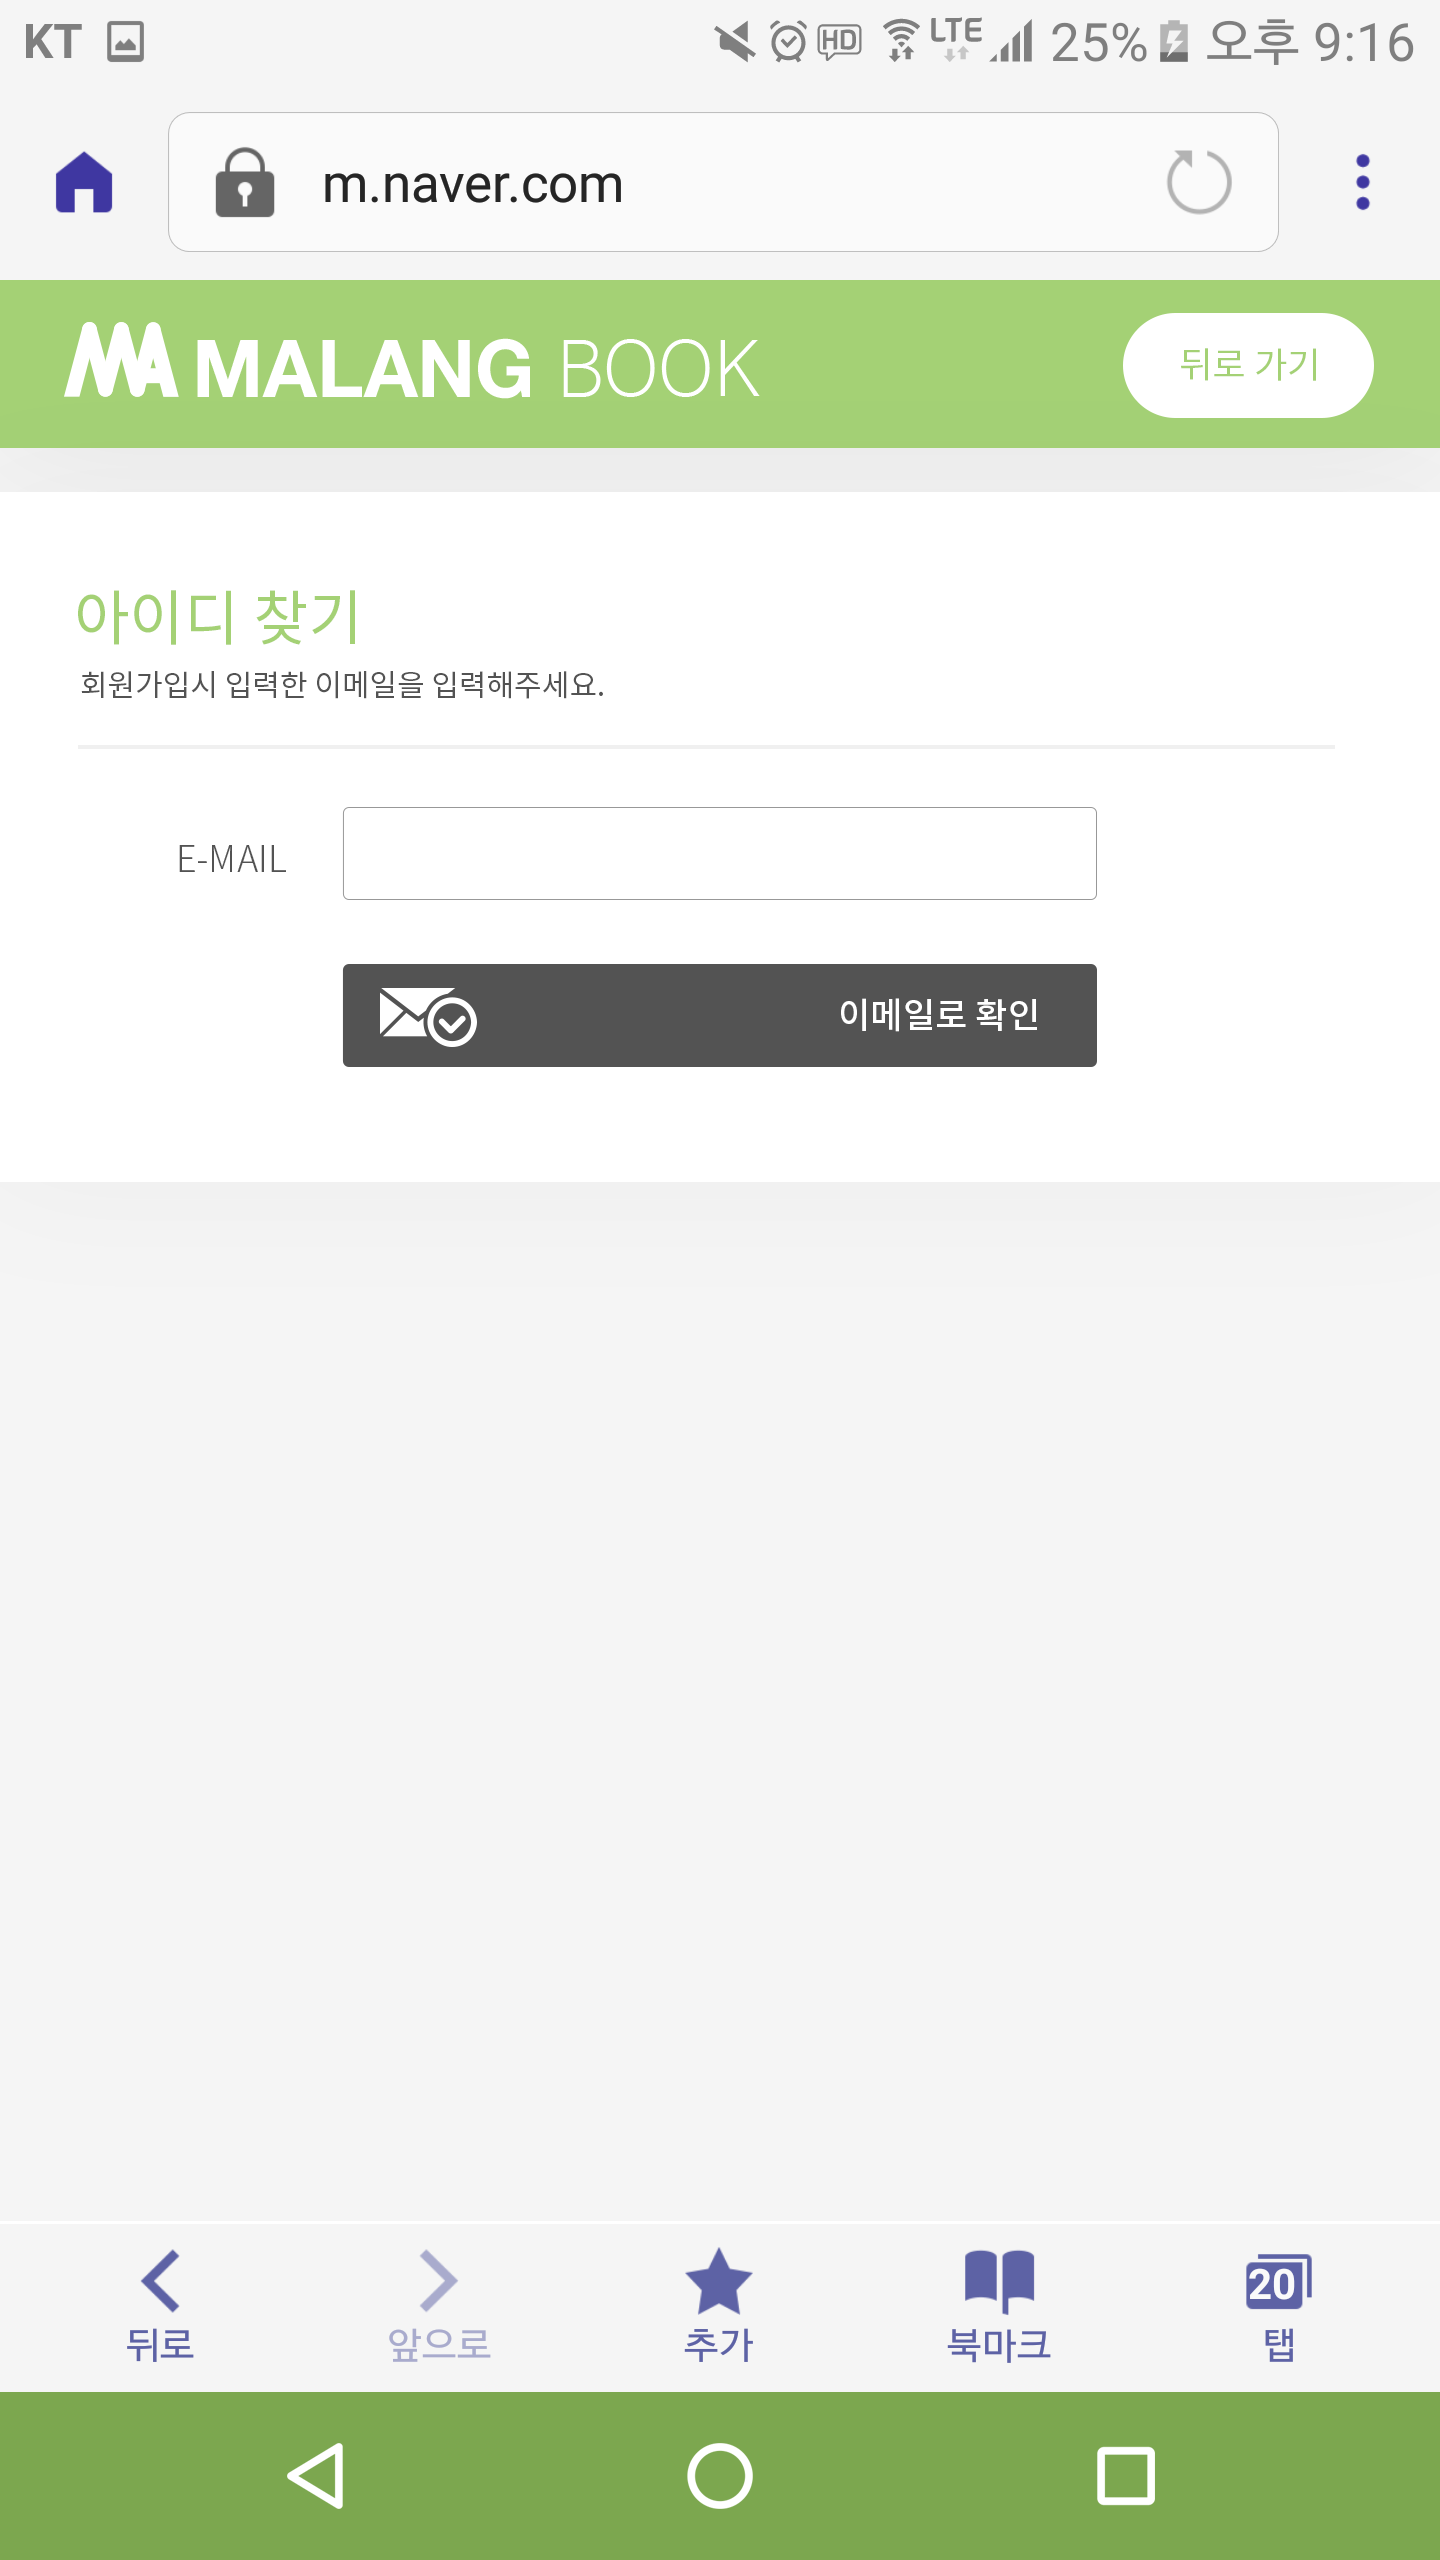 KT HD LTE 25% 오후 9:16
m.naver.com
MALANG BOOK 뒤로 가기
아이디 찾기
회원가입시 입력한 이메일을 입력해주세요.
E-MAIL
이메일로 확인
20
뒤로 앞으로 추가 북마크 탭